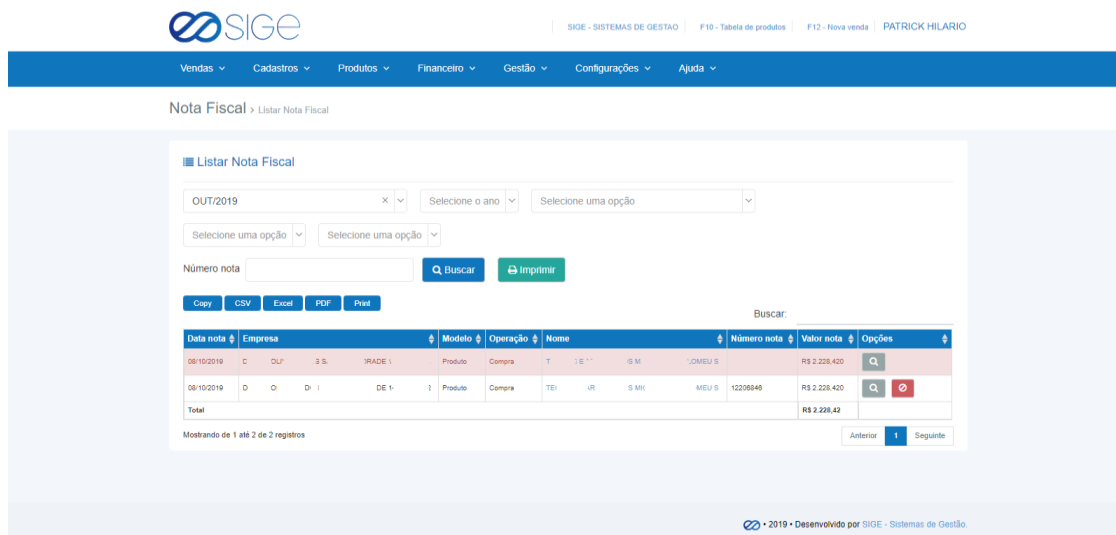 SIGE
SIGE - SISTEMAS DE GESTAO F10 - Tabela de produtos F12 - Nova venda PATRICK HILARIO
Vendas Cadastros Produtos Financeiro Gestão Configurações Ajuda
Nota Fiscal › Listar Nota Fiscal
Listar Nota Fiscal
OUT/2019 × Selecione o ano Selecione uma opção
Selecione uma opção Selecione uma opção
Número nota Buscar Imprimir
Copy CSV Excel PDF Print
Buscar:
Data nota Empresa Modelo Operação Nome Número nota Valor nota Opções
08/10/2019 Produto Compra R$ 2.228,420
08/10/2019 Produto Compra 12206846 R$ 2.228,420
Total R$ 2.228,42
Mostrando de 1 até 2 de 2 registros Anterior 1 Seguinte
• 2019 • Desenvolvido por SIGE - Sistemas de Gestão.